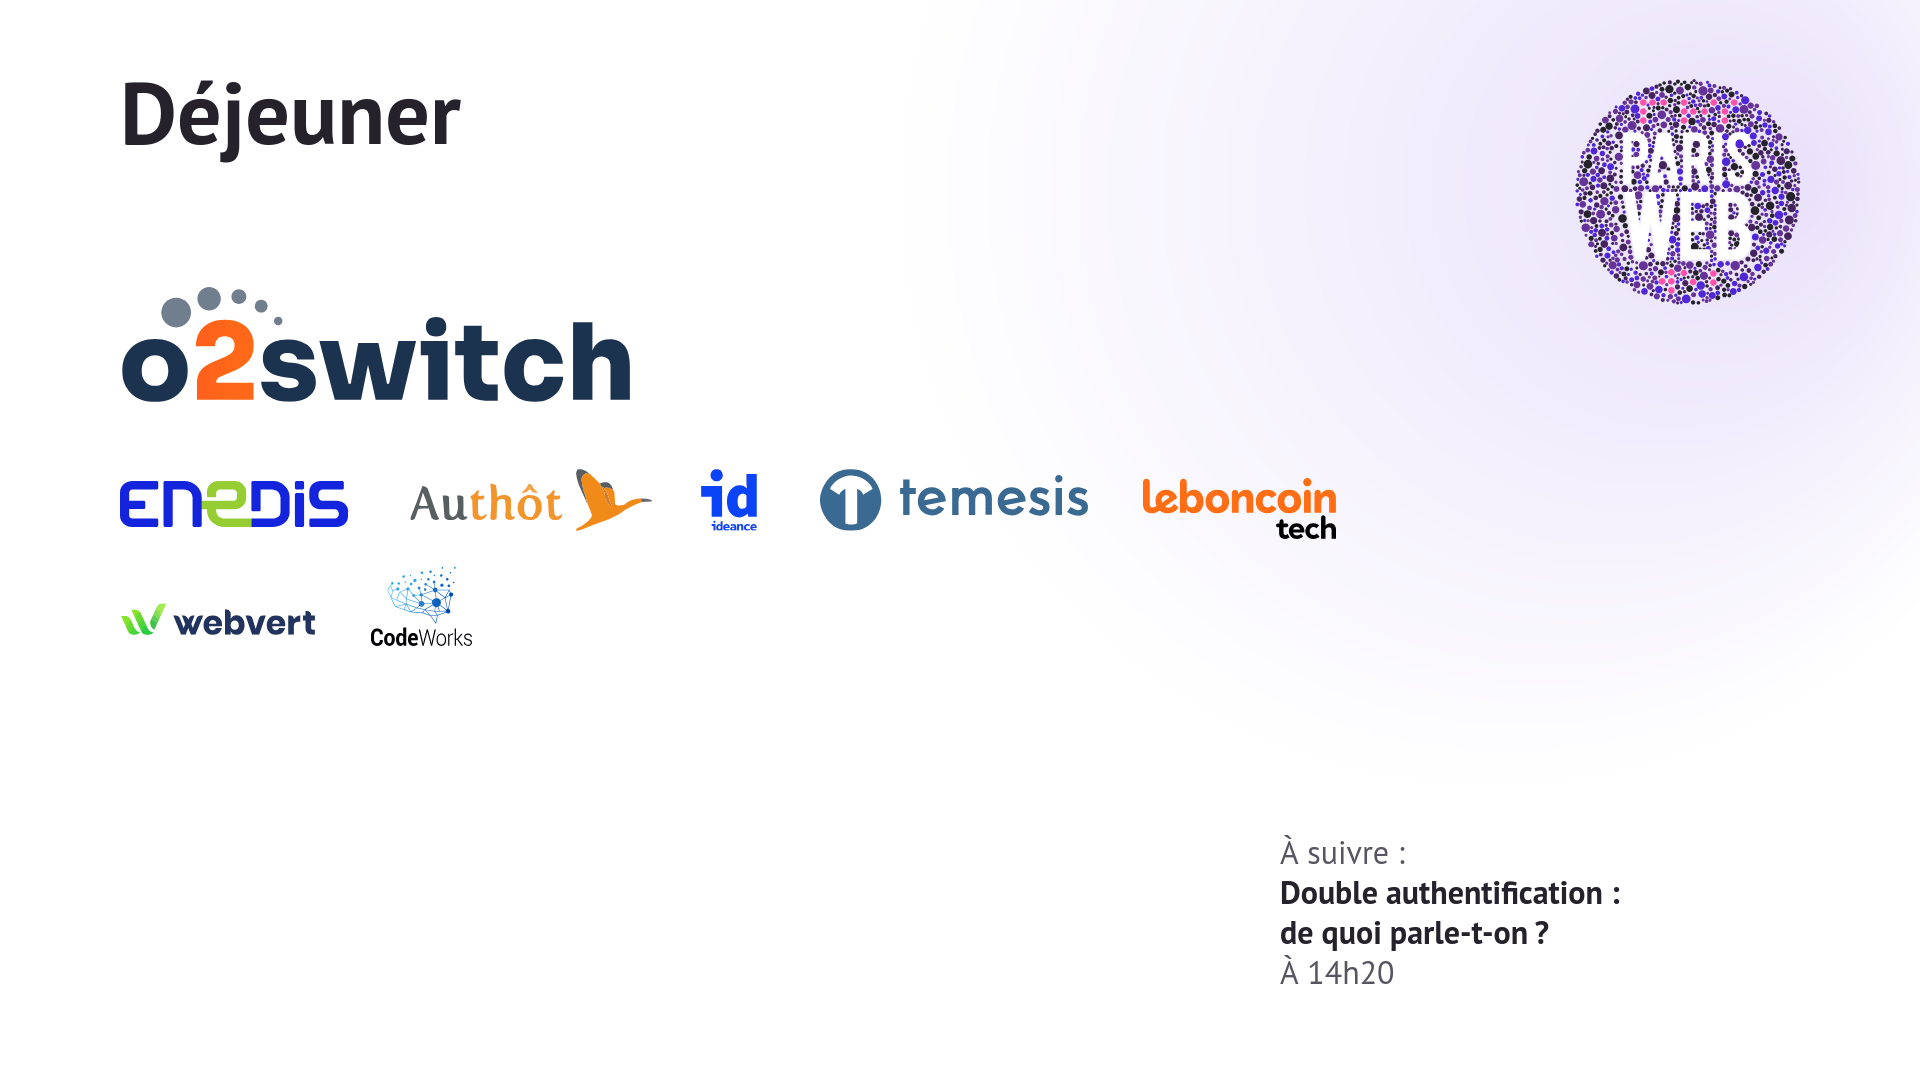 Déjeuner
PARIS
WEB
o2switch
ENEDIS
Authôt
id
ideance
temesis
leboncoin
tech
webvert
CodeWorks
À suivre :
Double authentification :
de quoi parle-t-on ?
À 14h20